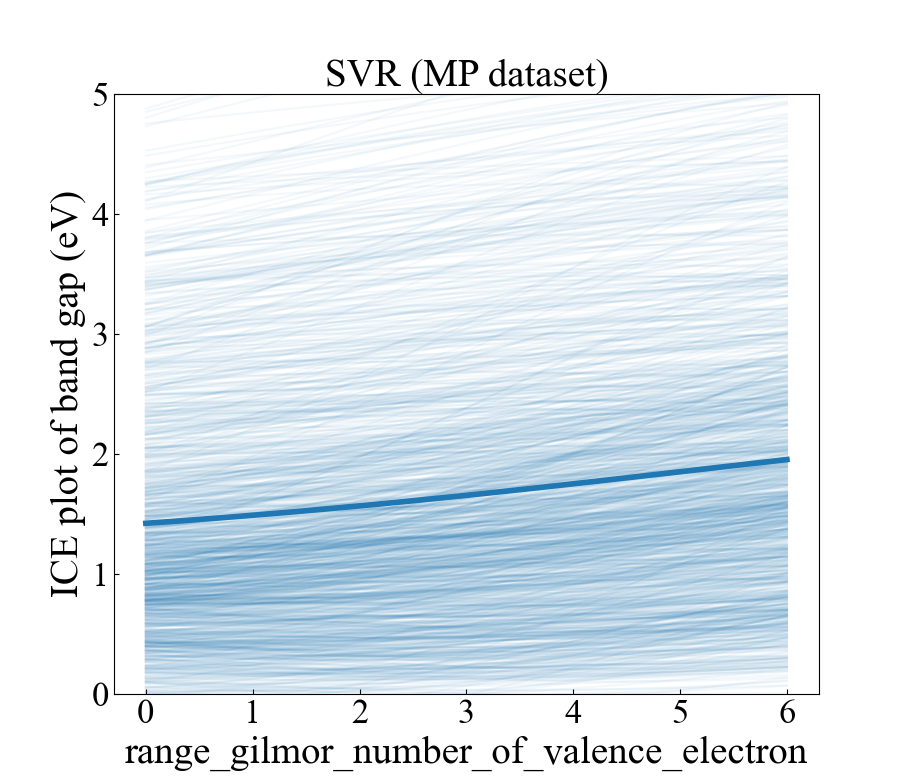 SVR (MP dataset)
ICE plot of band gap (eV)
5
4
3
2
1
0
0 1 2 3 4 5 6
range_gilmor_number_of_valence_electron